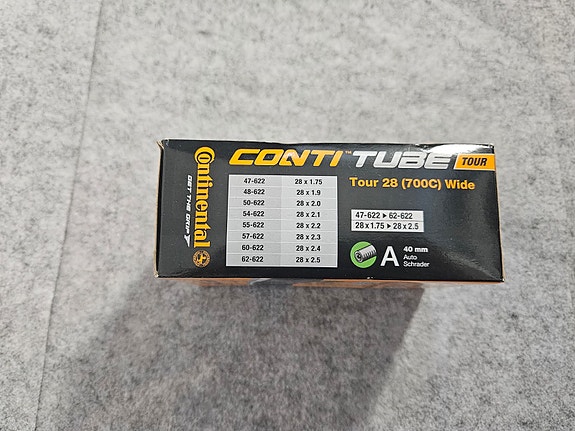 Continental
GET THE GRIP
CONTI™ TUBE TOUR
47-622 28 x 1.75
48-622 28 x 1.9
50-622 28 x 2.0
54-622 28 x 2.1
55-622 28 x 2.2
57-622 28 x 2.3
60-622 28 x 2.4
62-622 28 x 2.5
Tour 28 (700C) Wide
47-622 ▸ 62-622
28 x 1.75 ▸ 28 x 2.5
A
40 mm
Auto
Schrader